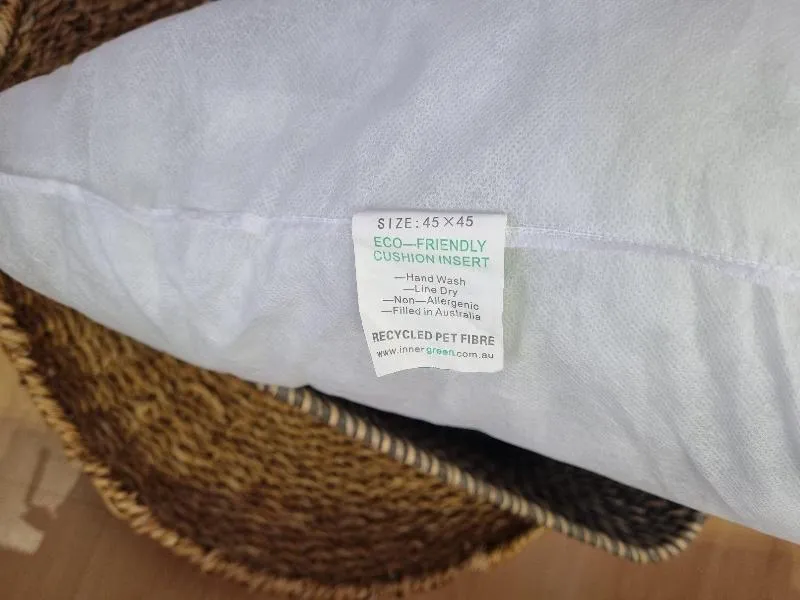 SIZE:45×45
ECO—FRIENDLY
CUSHION INSERT
—Hand Wash
—Line Dry
—Non—Allergenic
—Filled in Australia
RECYCLED PET FIBRE
www.innergreen.com.au